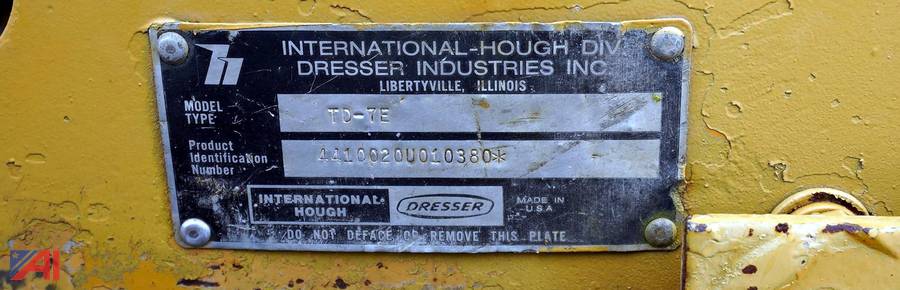 INTERNATIONAL-HOUGH DIV.
DRESSER INDUSTRIES INC
LIBERTYVILLE, ILLINOIS
MODEL TYPE TD-7E
Product Identification Number 4410020U010380*
INTERNATIONAL HOUGH
DRESSER
MADE IN U.S.A
DO NOT DEFACE OR REMOVE THIS PLATE
AI